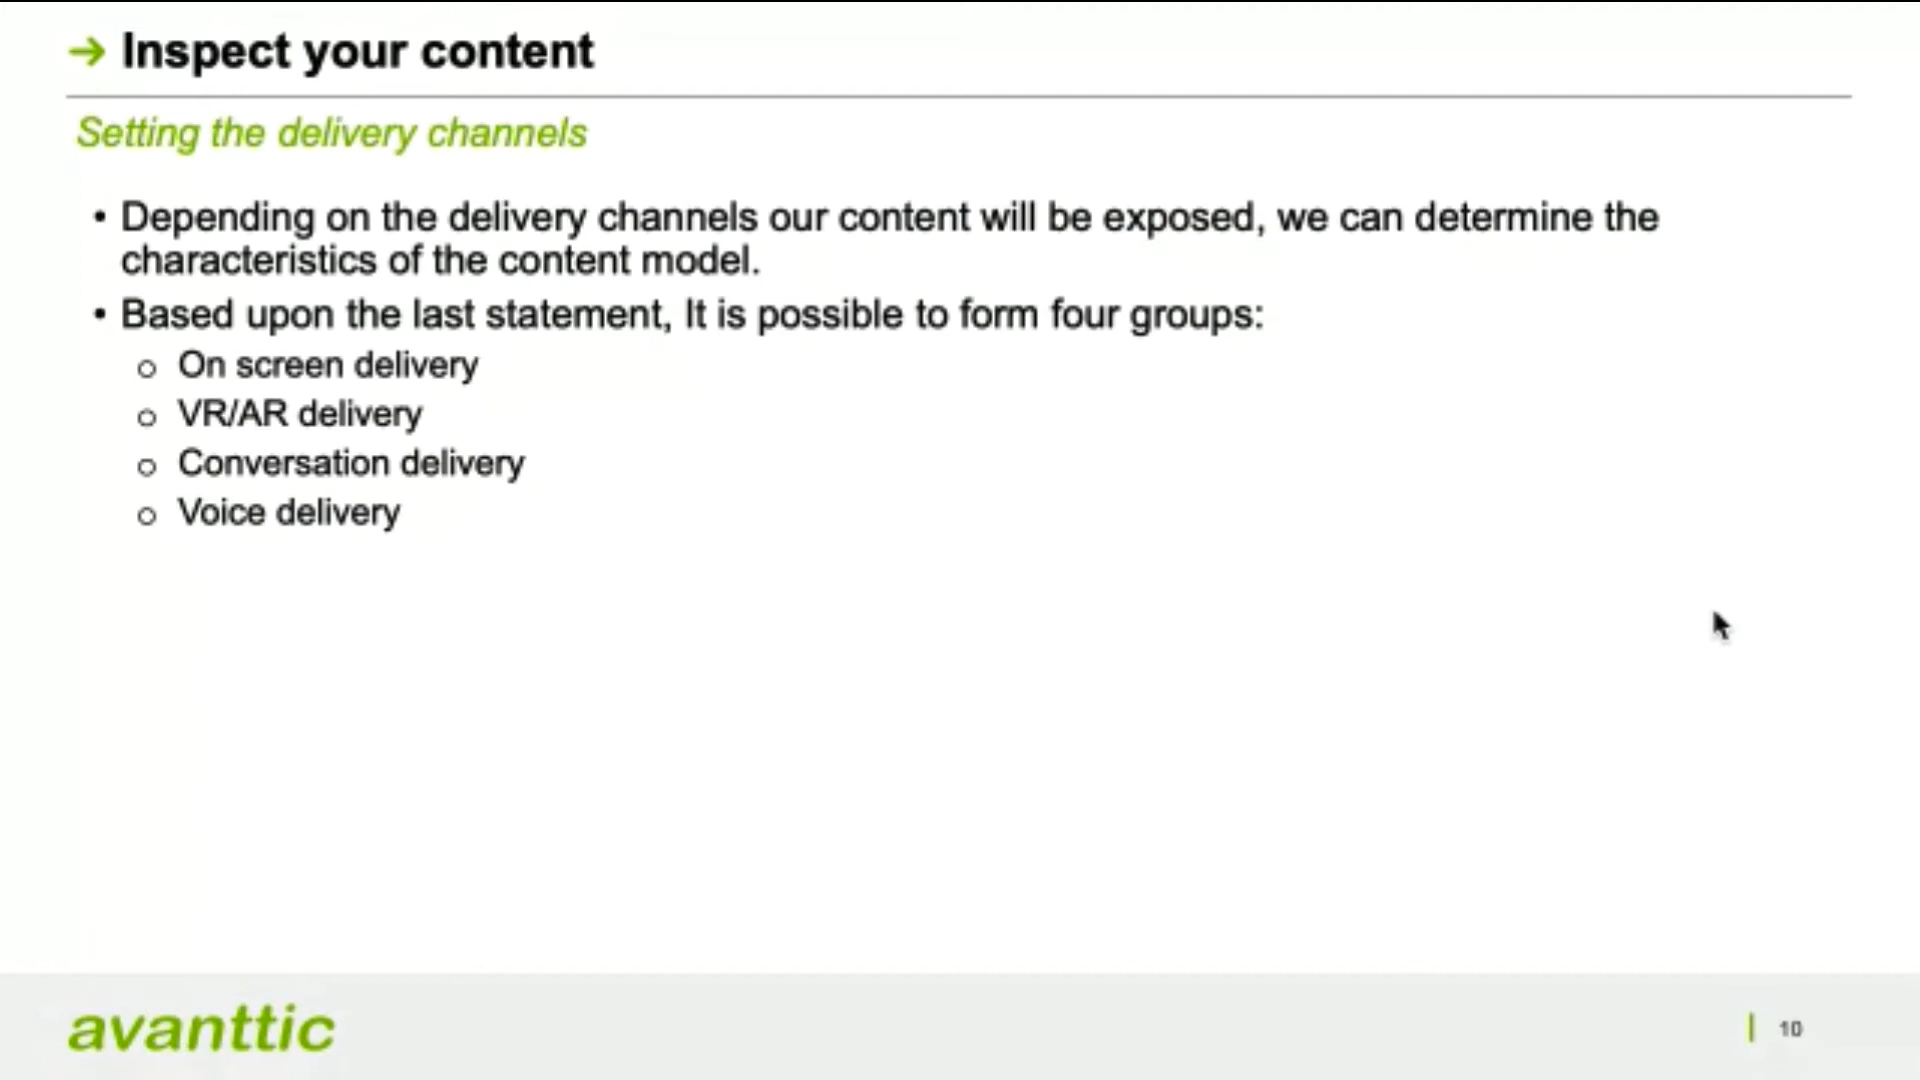 → Inspect your content
Setting the delivery channels
• Depending on the delivery channels our content will be exposed, we can determine the
characteristics of the content model.
• Based upon the last statement, It is possible to form four groups:
o On screen delivery
o VR/AR delivery
o Conversation delivery
o Voice delivery
avanttic
| 10